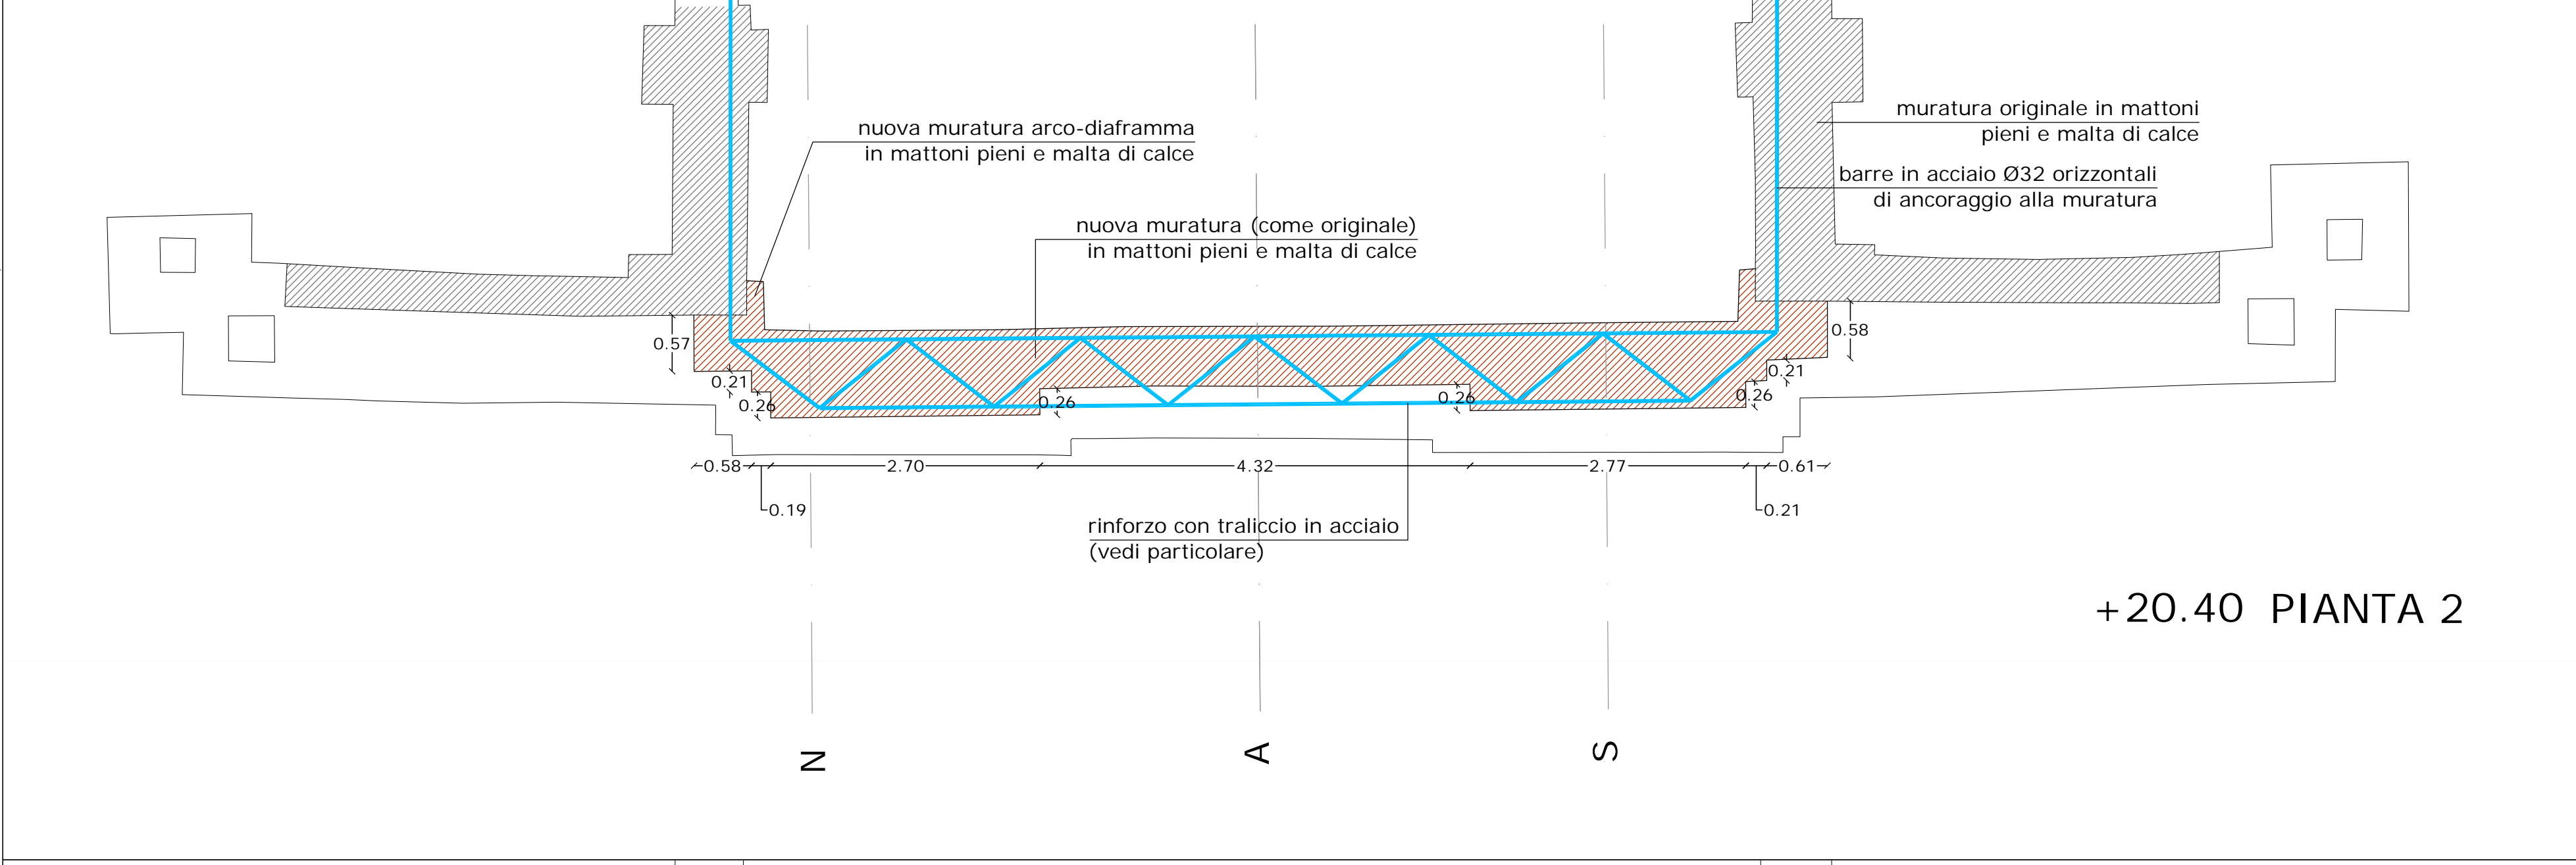 nuova muratura arco-diaframma
in mattoni pieni e malta di calce
muratura originale in mattoni
pieni e malta di calce
barre in acciaio Ø32 orizzontali
di ancoraggio alla muratura
nuova muratura (come originale)
in mattoni pieni e malta di calce
0.57
0.58
0.21
0.21
0.26
0.26
0.26
0.26
0.58
2.70
4.32
2.77
0.61
0.19
0.21
rinforzo con traliccio in acciaio
(vedi particolare)
+20.40 PIANTA 2
N
A
S